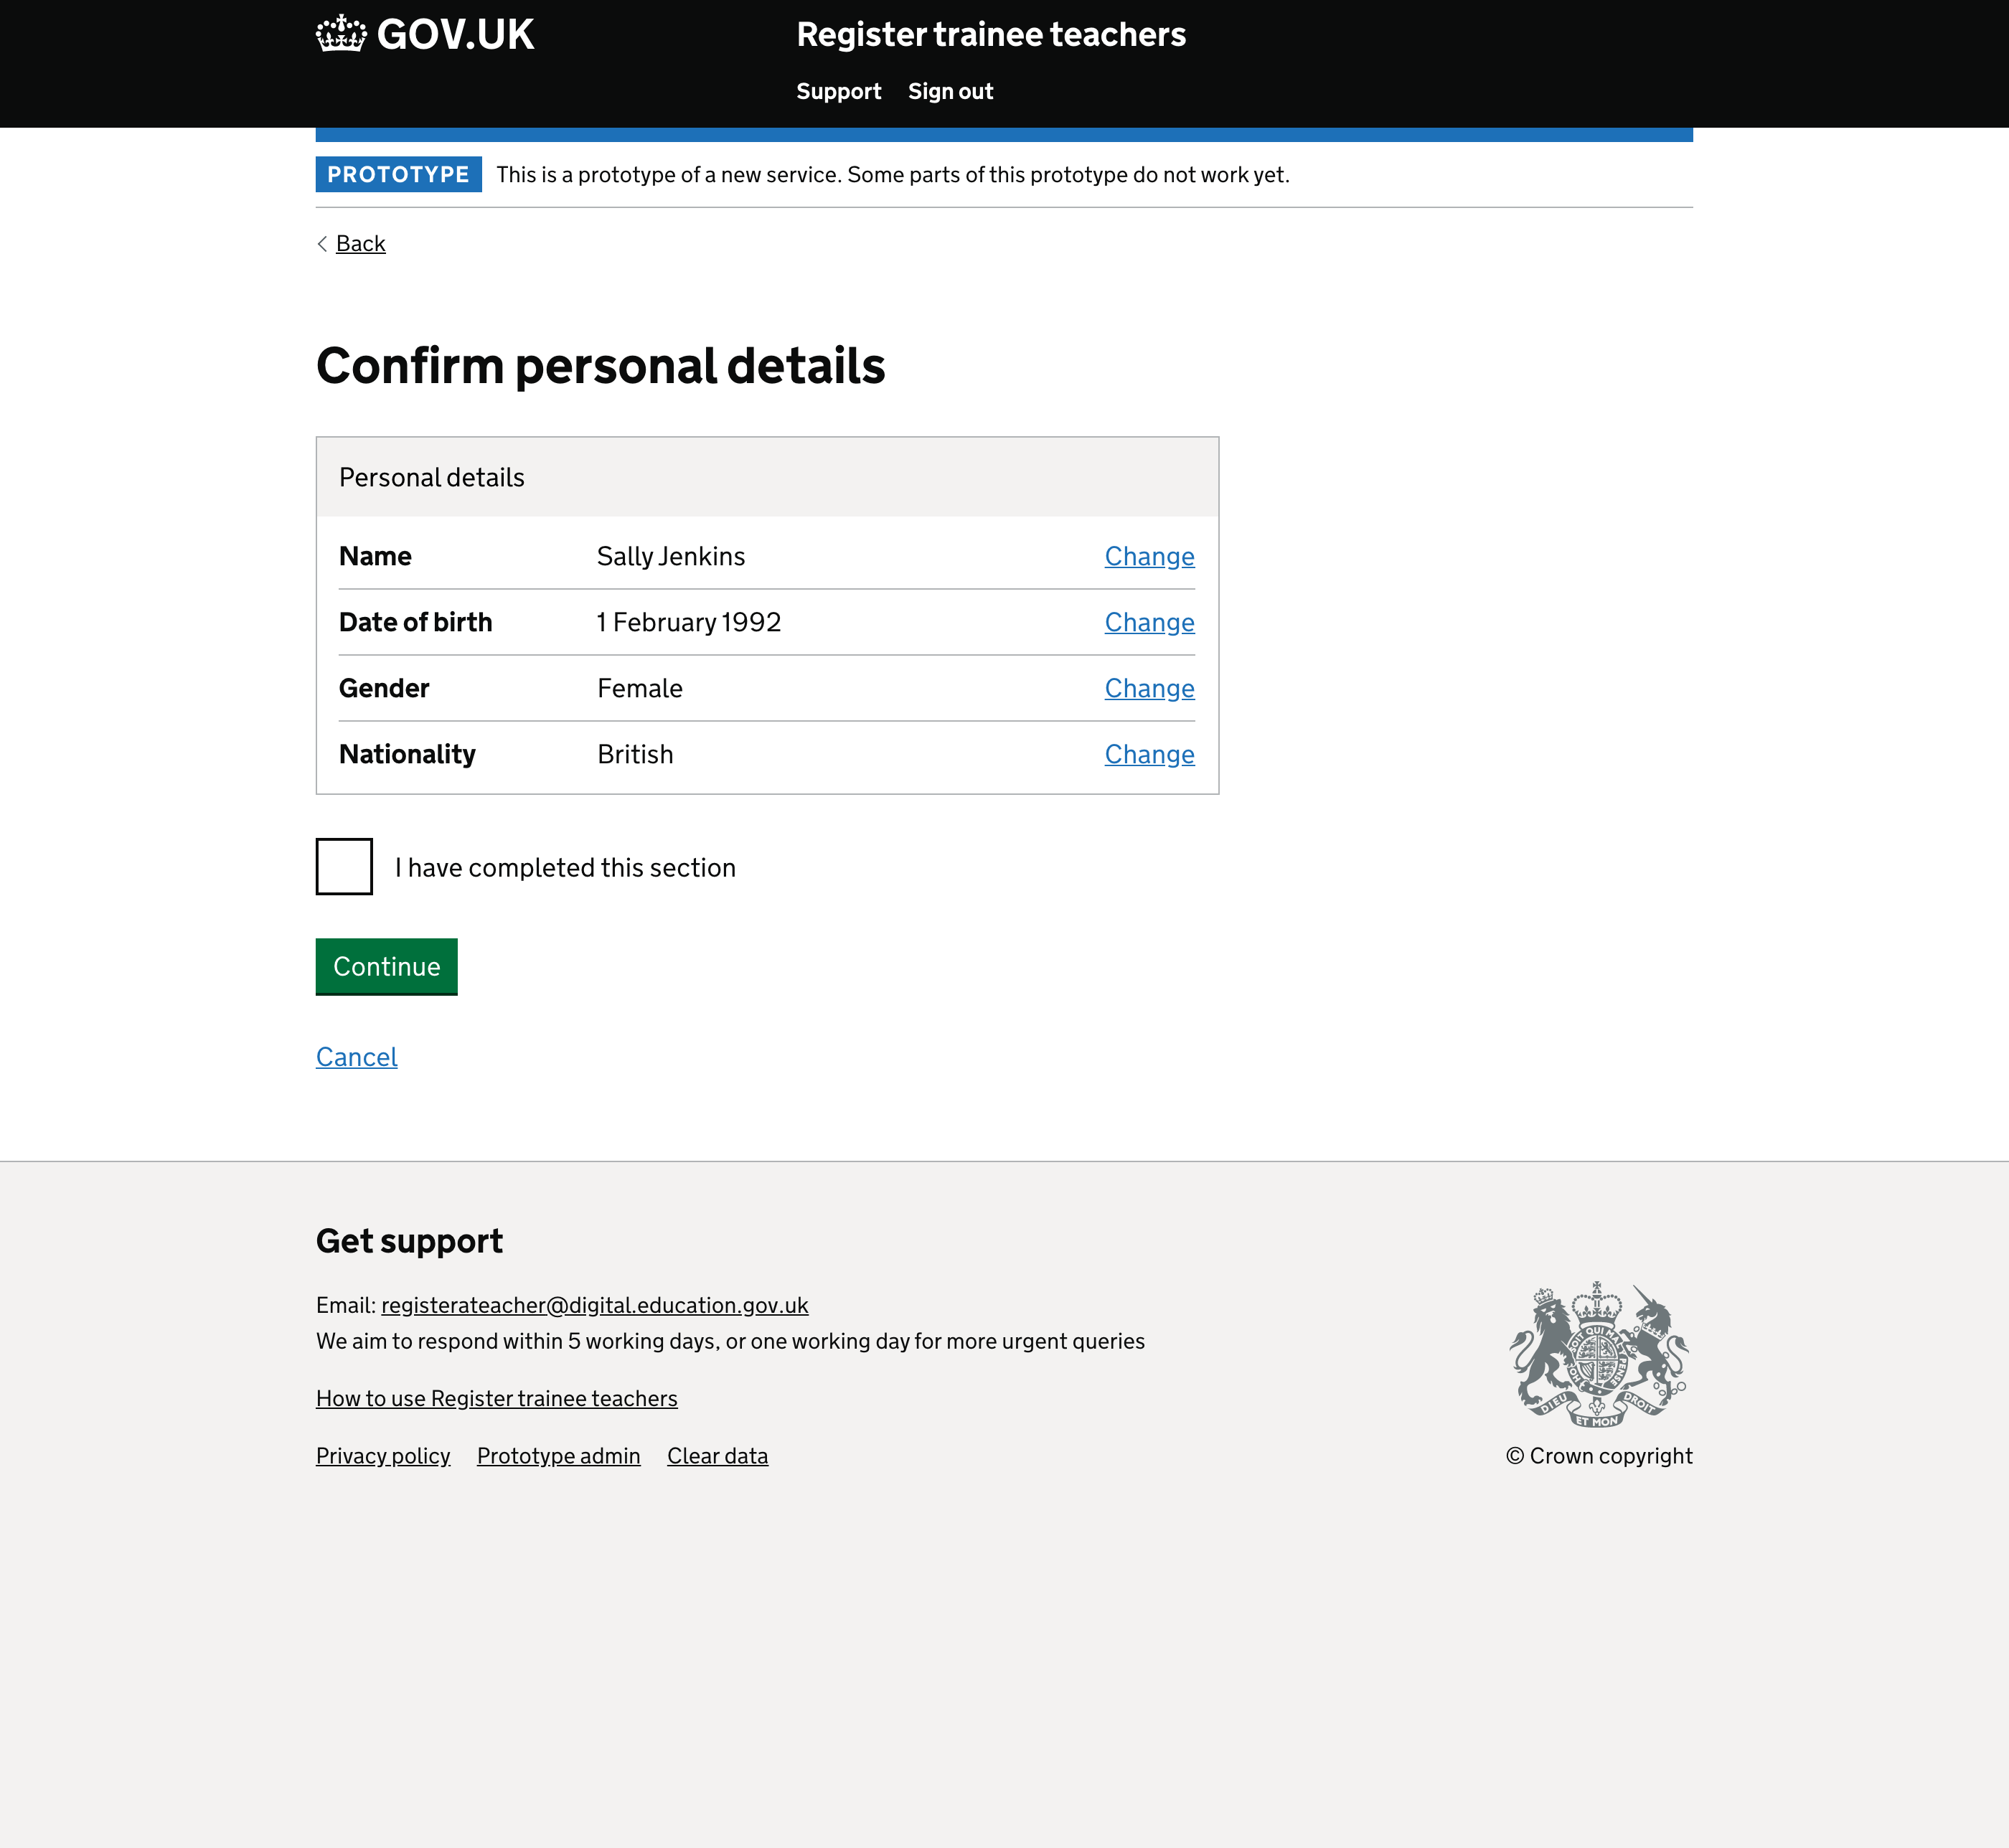 GOV.UK
Register trainee teachers
Support Sign out
PROTOTYPE This is a prototype of a new service. Some parts of this prototype do not work yet.
Back
Confirm personal details
Personal details
Name Sally Jenkins Change
Date of birth 1 February 1992 Change
Gender Female Change
Nationality British Change
I have completed this section
Continue
Cancel
Get support
Email: registerateacher@digital.education.gov.uk
We aim to respond within 5 working days, or one working day for more urgent queries
How to use Register trainee teachers
Privacy policy Prototype admin Clear data
DIEU ET MON DROIT
© Crown copyright